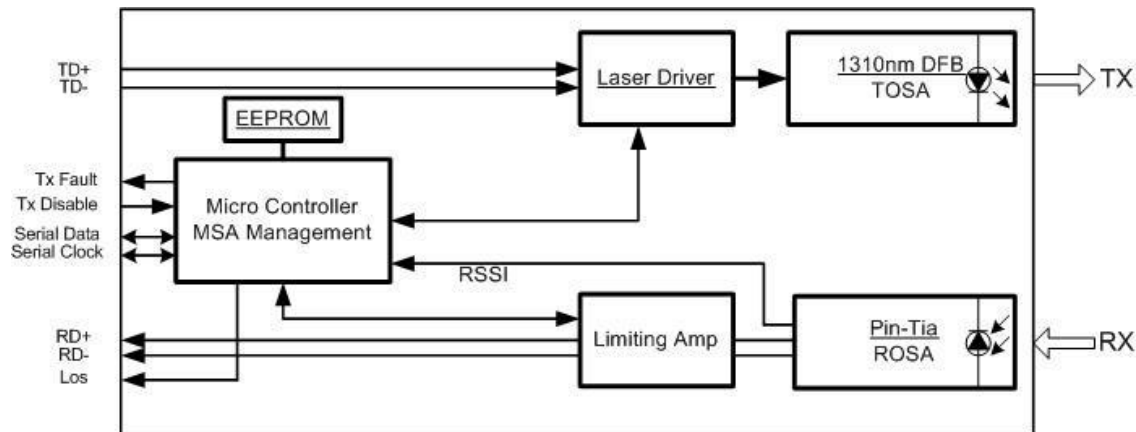 TD+
TD-
Laser Driver
1310nm DFB
TOSA
TX
EEPROM
Tx Fault
Tx Disable
Serial Data
Serial Clock
Micro Controller
MSA Management
RSSI
RD+
RD-
Los
Limiting Amp
Pin-Tia
ROSA
RX